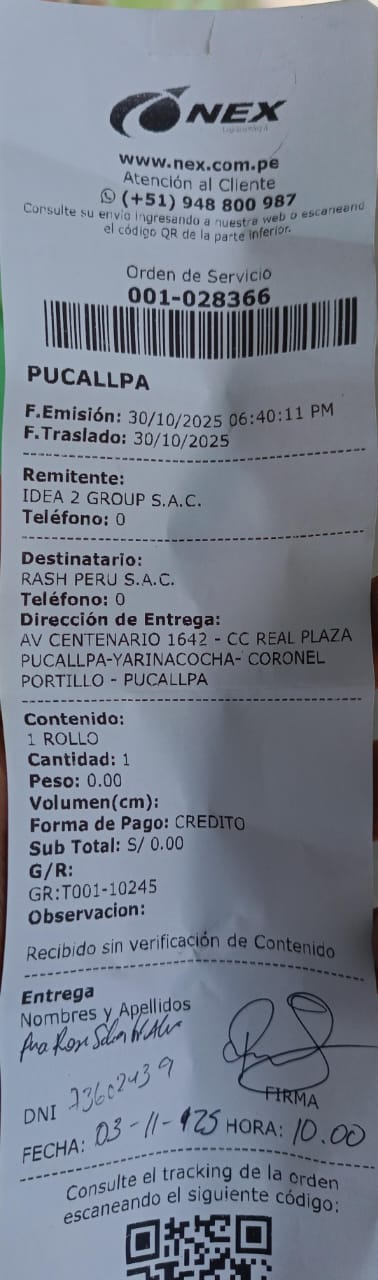 NEX
www.nex.com.pe
Atención al Cliente
(+51) 948 800 987
Consulte su envío ingresando a nuestra web o escaneand
el código QR de la parte inferior.
Orden de Servicio
001-028366
PUCALLPA
F.Emisión: 30/10/2025 06:40:11 PM
F.Traslado: 30/10/2025
Remitente:
IDEA 2 GROUP S.A.C.
Teléfono: 0
Destinatario:
RASH PERU S.A.C.
Teléfono: 0
Dirección de Entrega:
AV CENTENARIO 1642 - CC REAL PLAZA
PUCALLPA-YARINACOCHA- CORONEL
PORTILLO - PUCALLPA
Contenido:
1 ROLLO
Cantidad: 1
Peso: 0.00
Volumen(cm):
Forma de Pago: CREDITO
Sub Total: S/ 0.00
G/R:
GR:T001-10245
Observacion:
Recibido sin verificación de Contenido
Entrega
Nombres y Apellidos
DNI 73602439
FIRMA
FECHA: 03-11-125 HORA: 10.00
Consulte el tracking de la orden
escaneando el siguiente código: